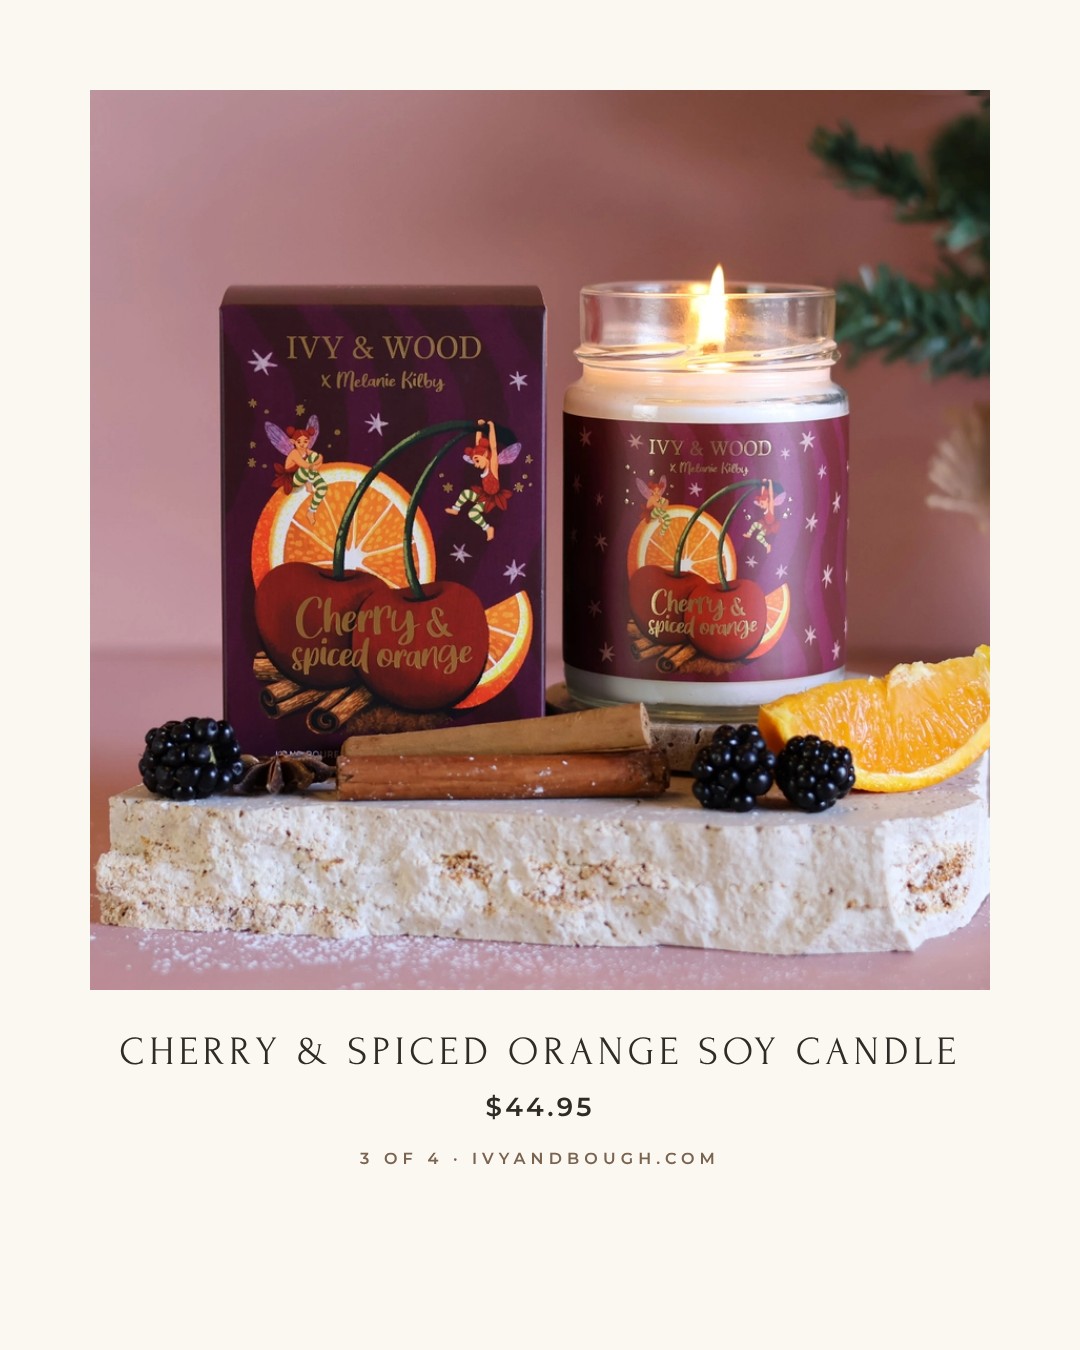 IVY & WOOD
x Melanie Kilby
Cherry &
spiced orange
IVY & WOOD
x Melanie Kilby
Cherry &
spiced orange
CHERRY & SPICED ORANGE SOY CANDLE
$44.95
3 OF 4 · IVYANDBOUGH.COM